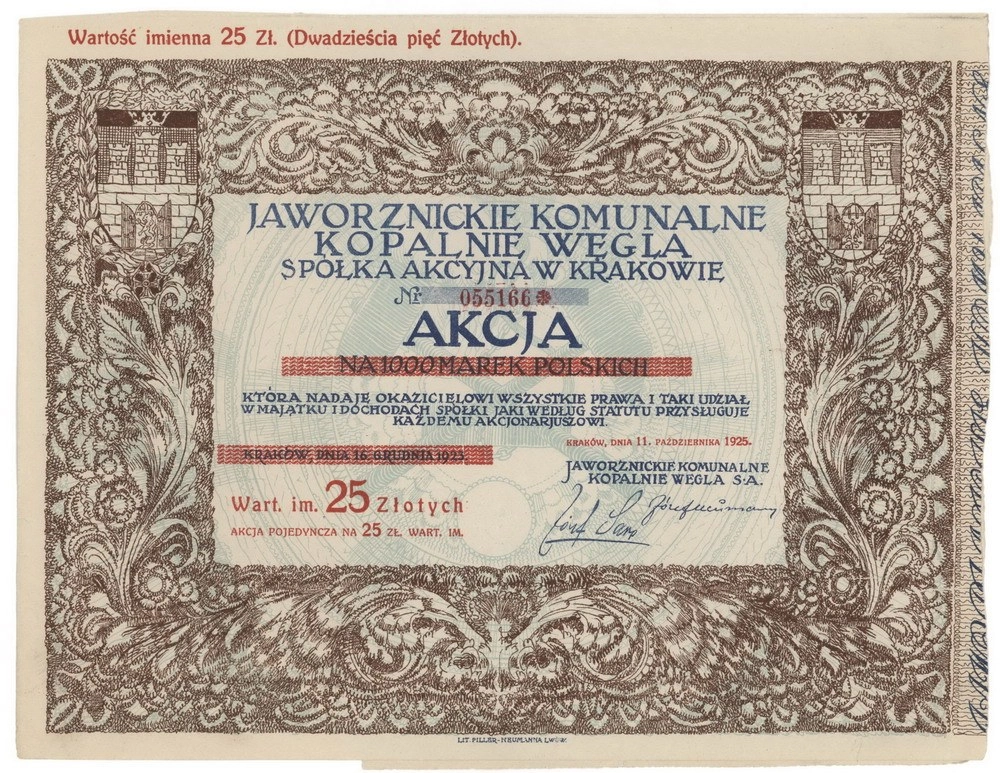 Wartość imienna 25 Zł. (Dwadzieścia pięć Złotych).
JAWORZNICKIE KOMUNALNE
KOPALNIE WĘGLA
SPÓŁKA AKCYJNA W KRAKOWIE
Nr 055166
AKCJA
NA 1000 MAREK POLSKICH
KTÓRA NADAJE OKAZICIELOWI WSZYSTKIE PRAWA I TAKI UDZIAŁ
W MAJĄTKU I DOCHODACH SPÓŁKI JAKI WEDŁUG STATUTU PRZYSŁUGUJE
KAŻDEMU AKCJONARJUSZOWI.
KRAKÓW, DNIA 11. PAŹDZIERNIKA 1925.
KRAKÓW, DNIA 16. GRUDNIA 1923
JAWORZNICKIE KOMUNALNE
KOPALNIE WĘGLA S.A.
Wart. im. 25 Złotych
AKCJA POJEDYNCZA NA 25 ZŁ. WART. IM.
LIT. PILLER-NEUMANNA LWÓW.